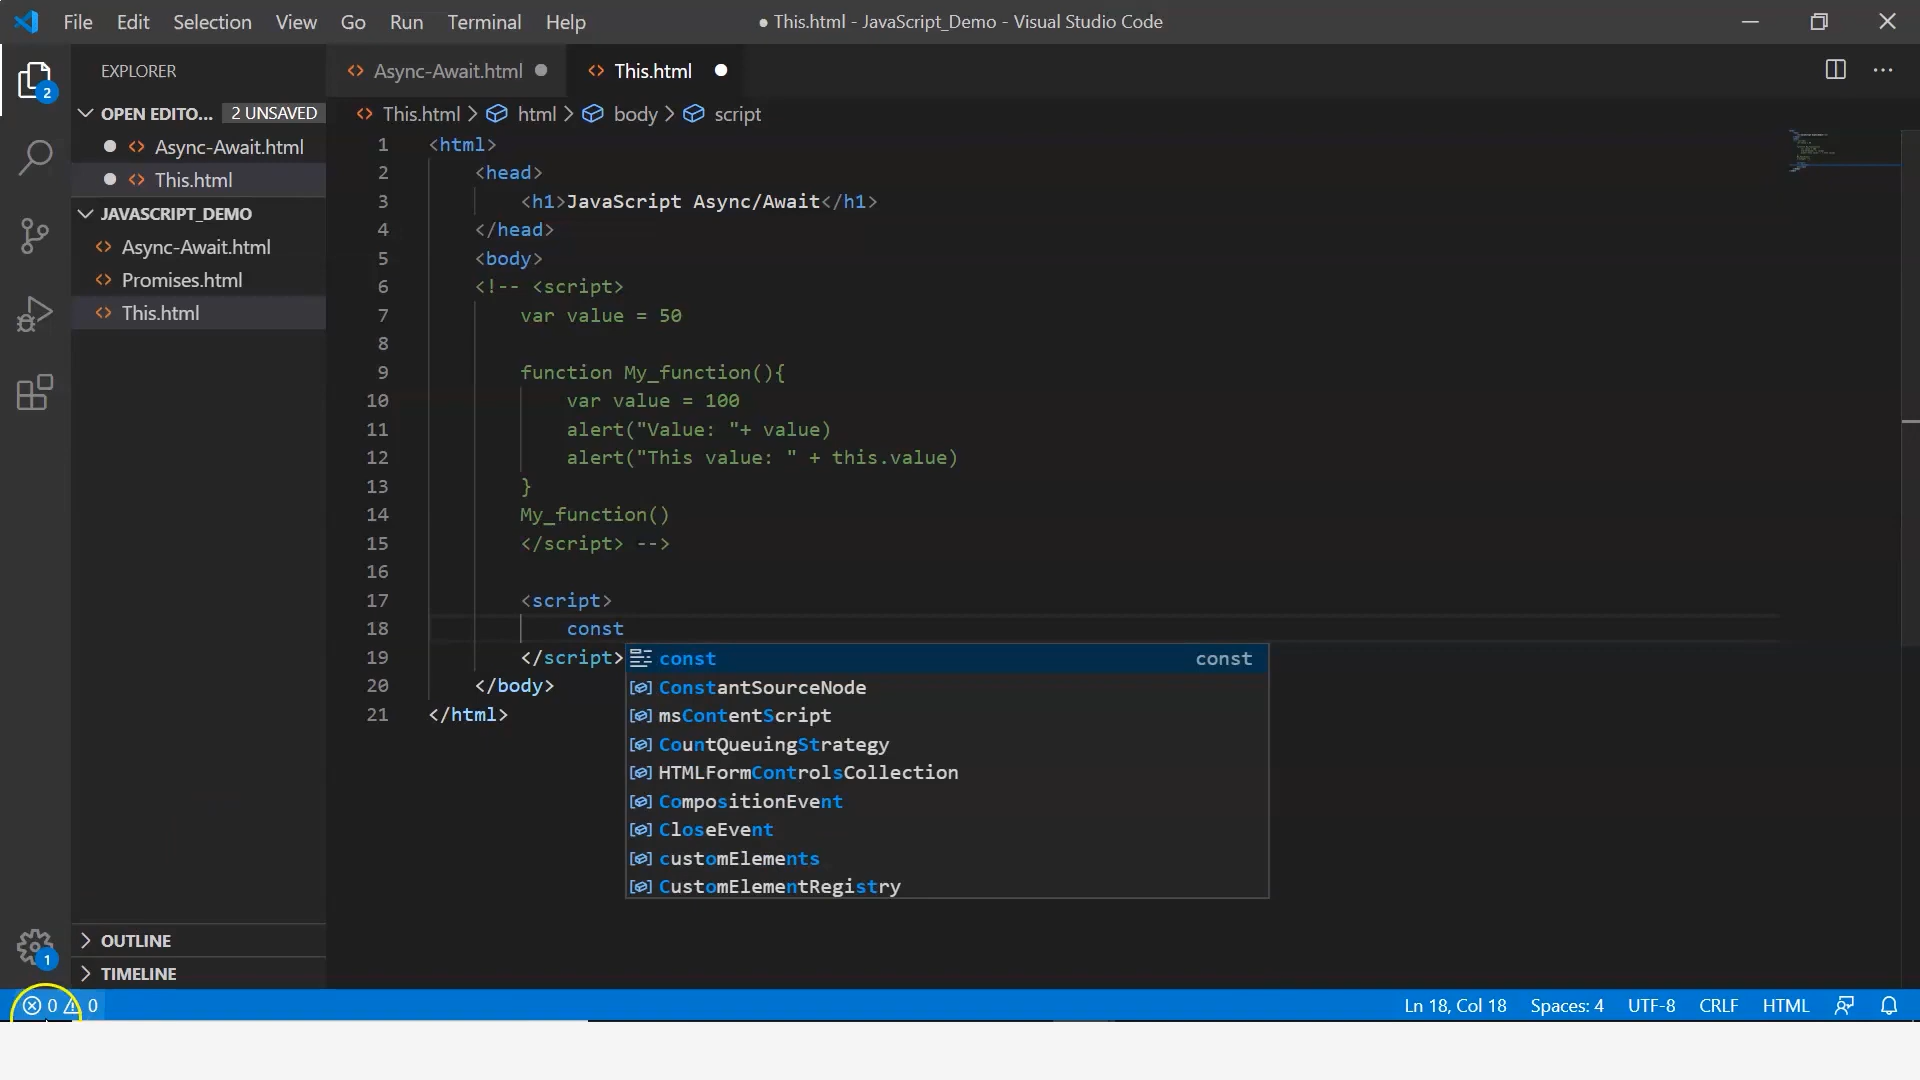 File Edit Selection View Go Run Terminal Help ● This.html - JavaScript_Demo - Visual Studio Code
EXPLORER
Async-Await.html
This.html
OPEN EDITO... 2 UNSAVED
Async-Await.html
This.html
JAVASCRIPT_DEMO
Async-Await.html
Promises.html
This.html
OUTLINE
TIMELINE
2
1
This.html > html > body > script
1 <html>
2 <head>
3 <h1>JavaScript Async/Await</h1>
4 </head>
5 <body>
6 <!-- <script>
7 var value = 50
8
9 function My_function(){
10 var value = 100
11 alert("Value: "+ value)
12 alert("This value: " + this.value)
13 }
14 My_function()
15 </script> -->
16
17 <script>
18 const
19 </script>
20 </body>
21 </html>
const const
ConstantSourceNode
msContentScript
CountQueuingStrategy
HTMLFormControlsCollection
CompositionEvent
CloseEvent
customElements
CustomElementRegistry
0 0 Ln 18, Col 18 Spaces: 4 UTF-8 CRLF HTML